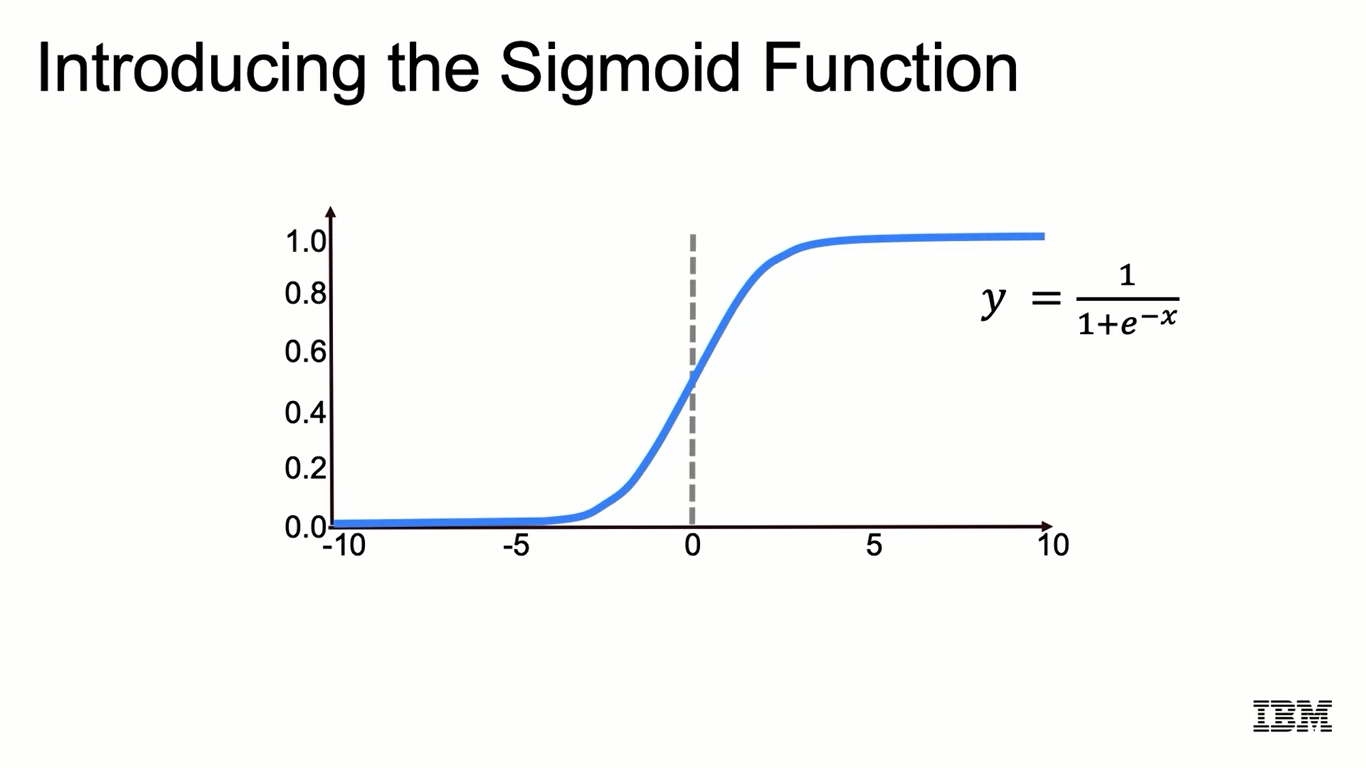 Introducing the Sigmoid Function
1.0
0.8
0.6
0.4
0.2
0.0
-10 -5 0 5 10
y = 1/(1+e^{-x})
IBM